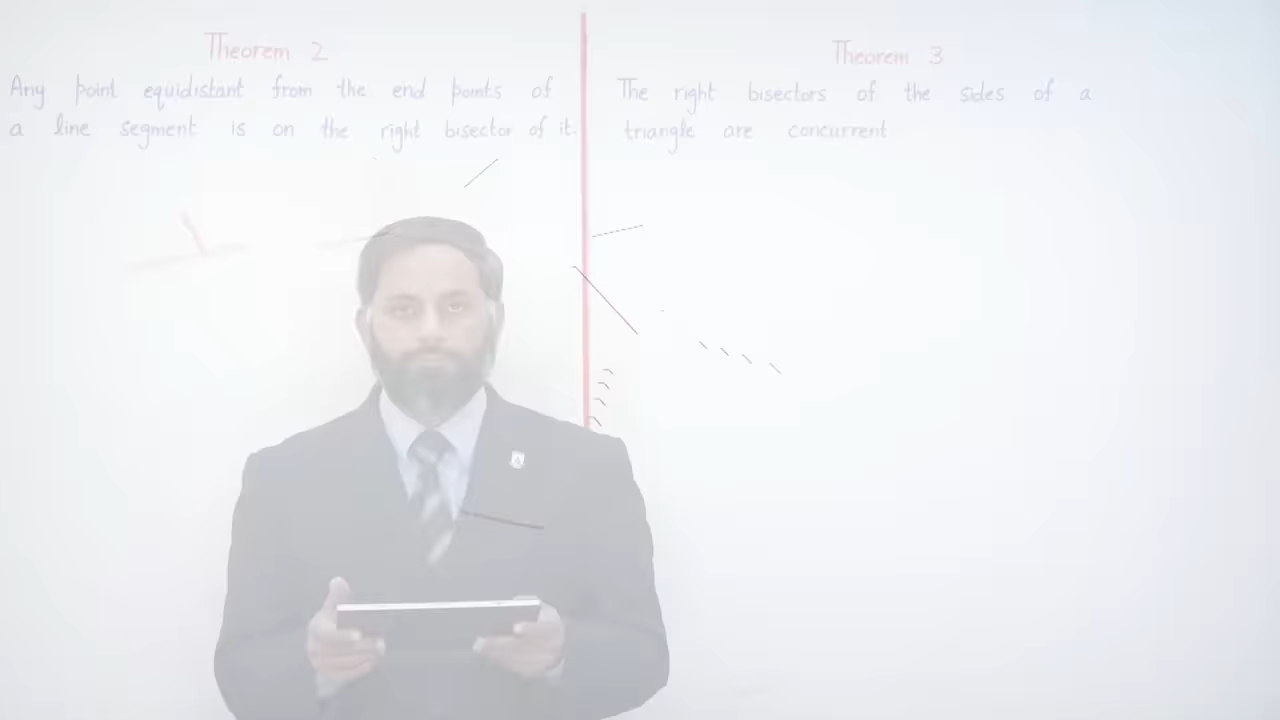 Theorem 2
Any point equidistant from the end points of
a line segment is on the right bisector of it.
Theorem 3
The right bisectors of the sides of a
triangle are concurrent